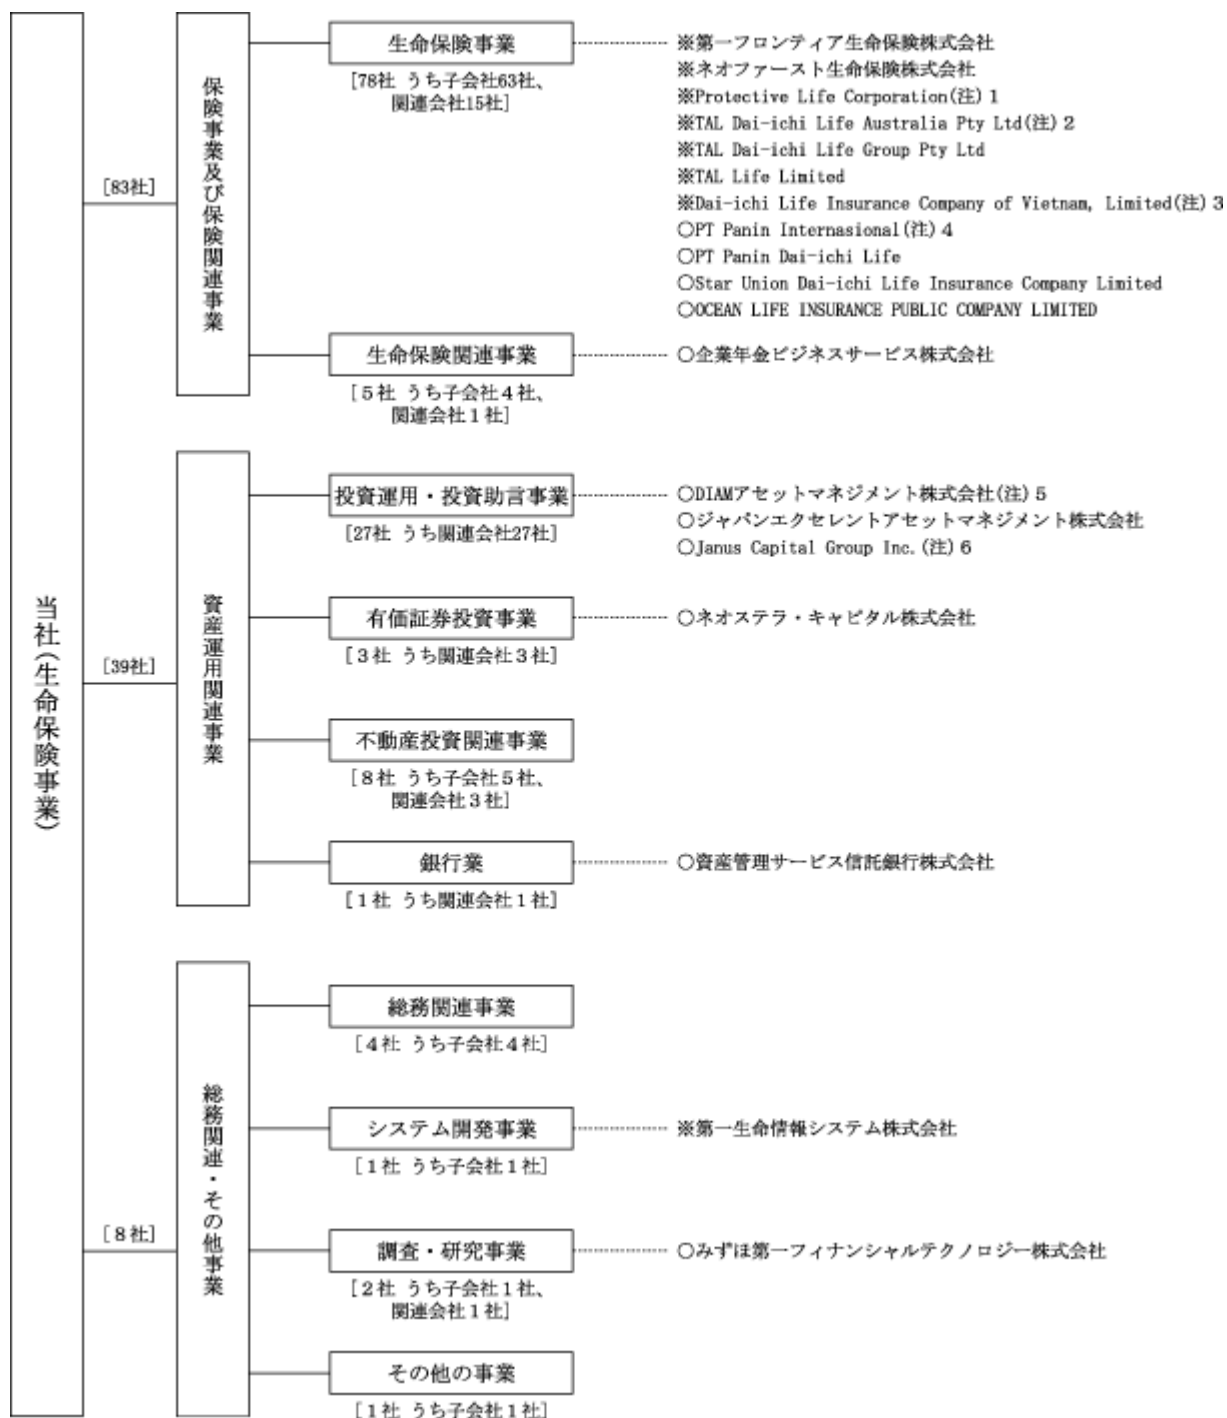 当社(生命保険事業)
[83社]
保険事業及び保険関連事業
生命保険事業
[78社 うち子会社63社、
関連会社15社]
※第一フロンティア生命保険株式会社
※ネオファースト生命保険株式会社
※Protective Life Corporation(注)1
※TAL Dai-ichi Life Australia Pty Ltd(注)2
※TAL Dai-ichi Life Group Pty Ltd
※TAL Life Limited
※Dai-ichi Life Insurance Company of Vietnam, Limited(注)3
○PT Panin Internasional(注)4
○PT Panin Dai-ichi Life
○Star Union Dai-ichi Life Insurance Company Limited
○OCEAN LIFE INSURANCE PUBLIC COMPANY LIMITED
生命保険関連事業
[5社 うち子会社4社、
関連会社1社]
○企業年金ビジネスサービス株式会社
[39社]
資産運用関連事業
投資運用・投資助言事業
[27社 うち関連会社27社]
○DIAMアセットマネジメント株式会社(注)5
○ジャパンエクセレントアセットマネジメント株式会社
○Janus Capital Group Inc.(注)6
有価証券投資事業
[3社 うち関連会社3社]
○ネオステラ・キャピタル株式会社
不動産投資関連事業
[8社 うち子会社5社、
関連会社3社]
銀行業
[1社 うち関連会社1社]
○資産管理サービス信託銀行株式会社
[8社]
総務関連・その他事業
総務関連事業
[4社 うち子会社4社]
システム開発事業
[1社 うち子会社1社]
※第一生命情報システム株式会社
調査・研究事業
[2社 うち子会社1社、
関連会社1社]
○みずほ第一フィナンシャルテクノロジー株式会社
その他の事業
[1社 うち子会社1社]